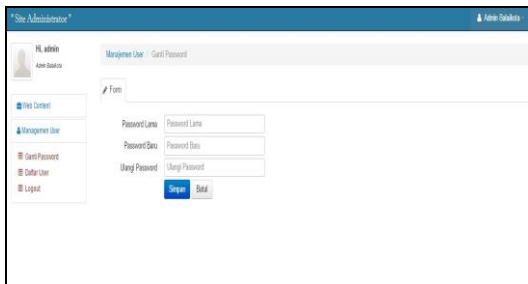 "Site Administrator"
Admin Balaikota
Hi, admin
Admin Balaikota
Manajemen User / Ganti Password
Form
Web Content
Managemen User
Ganti Password
Daftar User
Logout
Password Lama Password Lama
Password Baru Password Baru
Ulangi Password Ulangi Password
Simpan Batal